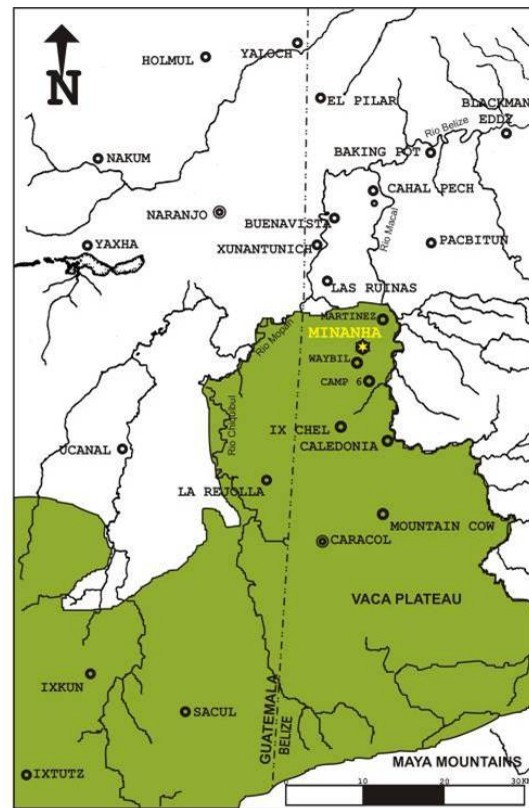 N
HOLMUL
YALOCH
EL PILAR
BLACKMAN
EDDY
Rio Belize
BAKING POT
NAKUM
CAHAL PECH
NARANJO
BUENAVISTA
Rio Macal
YAXHA
XUNANTUNICH
PACBITUN
LAS RUINAS
MARTINEZ
Rio Mopan
MINANHA
WAYBIL
CAMP 6
Rio Chiquibul
IX CHEL
UCANAL
CALEDONIA
LA REJOLLA
MOUNTAIN COW
CARACOL
VACA PLATEAU
IXKUN
SACUL
GUATEMALA
BELIZE
MAYA MOUNTAINS
IXTUTZ
0
10
20